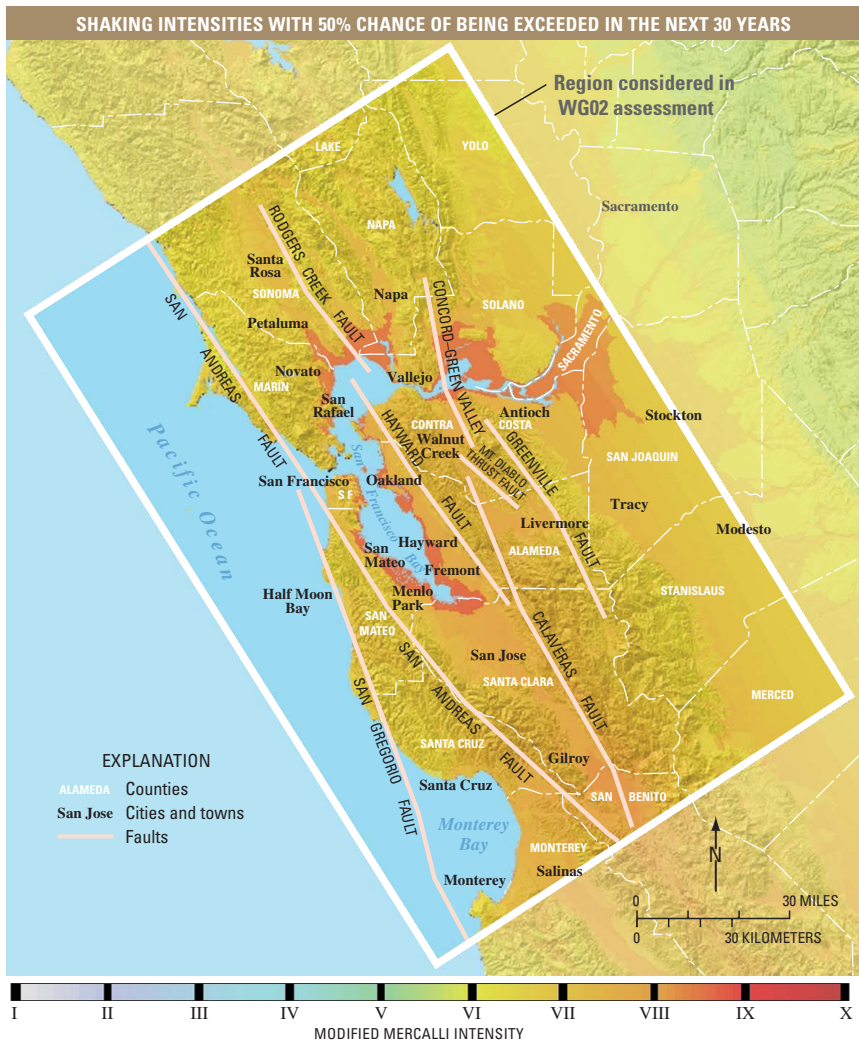 SHAKING INTENSITIES WITH 50% CHANCE OF BEING EXCEEDED IN THE NEXT 30 YEARS
Region considered in
WG02 assessment
LAKE
YOLO
NAPA
Sacramento
RODGERS CREEK FAULT
Santa
Rosa
SONOMA
Napa
CONCORD–GREEN VALLEY
SOLANO
SAN ANDREAS FAULT
Petaluma
SACRAMENTO
Novato
MARIN
Vallejo
San
Rafael
Antioch
Stockton
CONTRA
COSTA
HAYWARD FAULT
Walnut
Creek
MT. DIABLO
THRUST FAULT
GREENVILLE FAULT
SAN JOAQUIN
Pacific Ocean
San Francisco
S F
San Francisco Bay
Oakland
Tracy
Livermore
Modesto
Hayward
ALAMEDA
San
Mateo
Fremont
Menlo
Park
Half Moon
Bay
STANISLAUS
SAN
MATEO
San Jose
CALAVERAS FAULT
SANTA CLARA
SAN ANDREAS FAULT
MERCED
SAN GREGORIO FAULT
SANTA CRUZ
Gilroy
Santa Cruz
SAN
BENITO
Monterey
Bay
MONTEREY
Salinas
Monterey
EXPLANATION
ALAMEDA Counties
San Jose Cities and towns
Faults
N
0 30 MILES
0 30 KILOMETERS
I II III IV V VI VII VIII IX X
MODIFIED MERCALLI INTENSITY